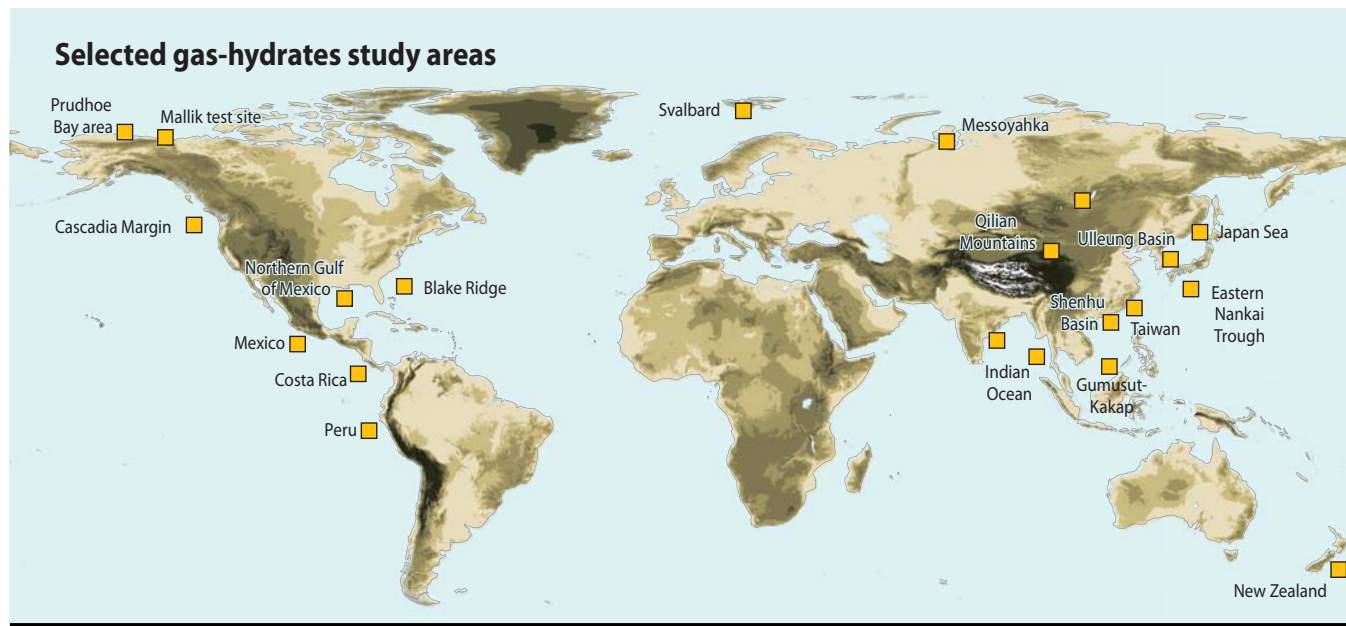 Selected gas-hydrates study areas
Prudhoe
Bay area
Mallik test site
Svalbard
Messoyahka
Cascadia Margin
Qilian
Mountains
Ulleung Basin
Japan Sea
Northern Gulf
of Mexico
Blake Ridge
Eastern
Nankai
Trough
Shenhu
Basin
Taiwan
Mexico
Costa Rica
Indian
Ocean
Gumusut-
Kakap
Peru
New Zealand